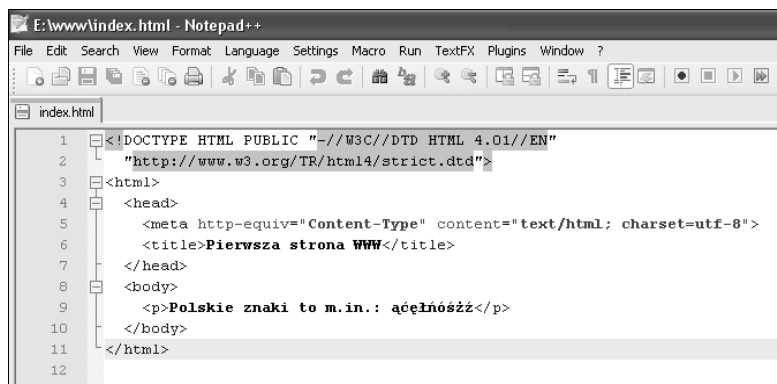 E:\www\index.html - Notepad++
File Edit Search View Format Language Settings Macro Run TextFX Plugins Window ?
index.html
1 <!DOCTYPE HTML PUBLIC "-//W3C//DTD HTML 4.01//EN"
2 "http://www.w3.org/TR/html4/strict.dtd">
3 <html>
4 <head>
5 <meta http-equiv="Content-Type" content="text/html; charset=utf-8">
6 <title>Pierwsza strona WWW</title>
7 </head>
8 <body>
9 <p>Polskie znaki to m.in.: ąćęłńóśżź</p>
10 </body>
11 </html>
12